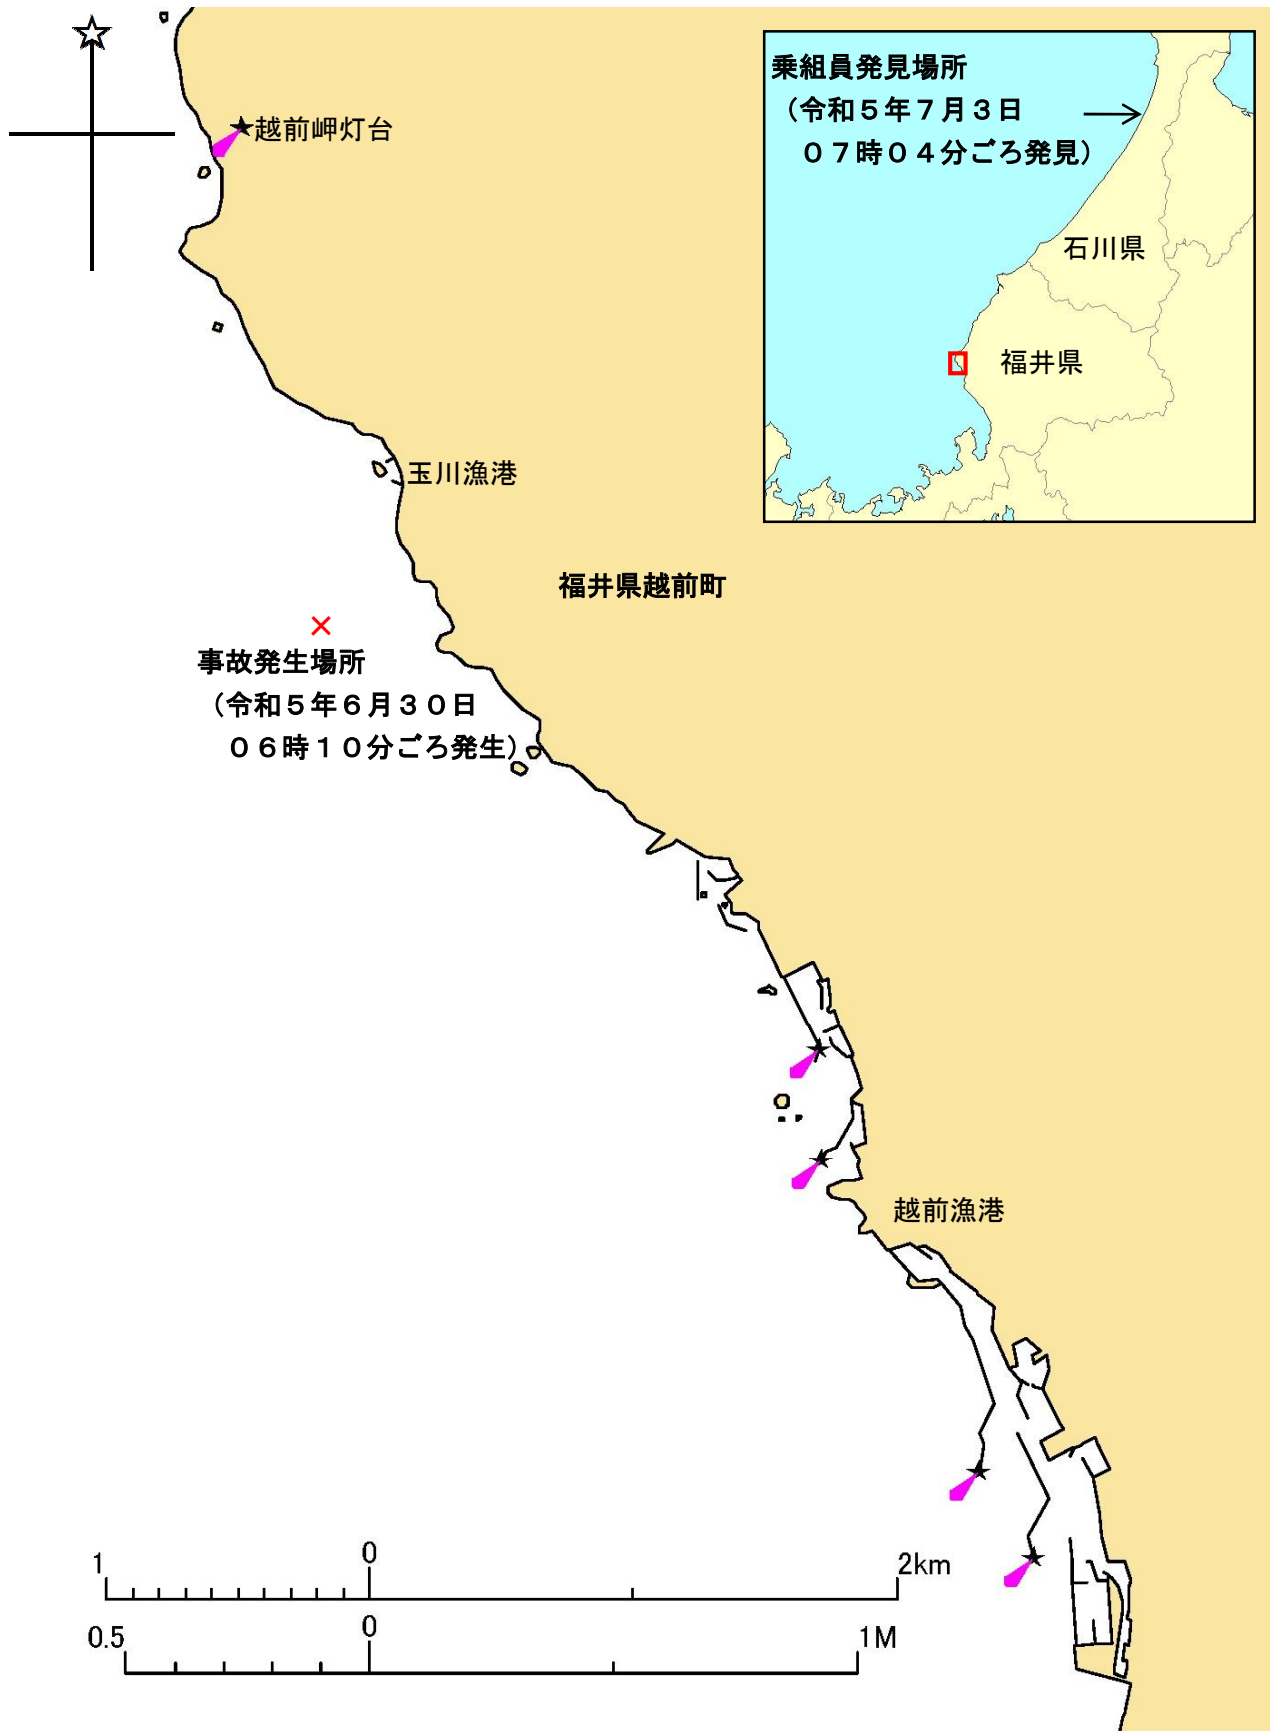 乗組員発見場所
（令和５年７月３日
０７時０４分ごろ発見）
越前岬灯台
石川県
福井県
玉川漁港
福井県越前町
事故発生場所
（令和５年６月３０日
０６時１０分ごろ発生）
越前漁港
1 0 2km
0.5 0 1M